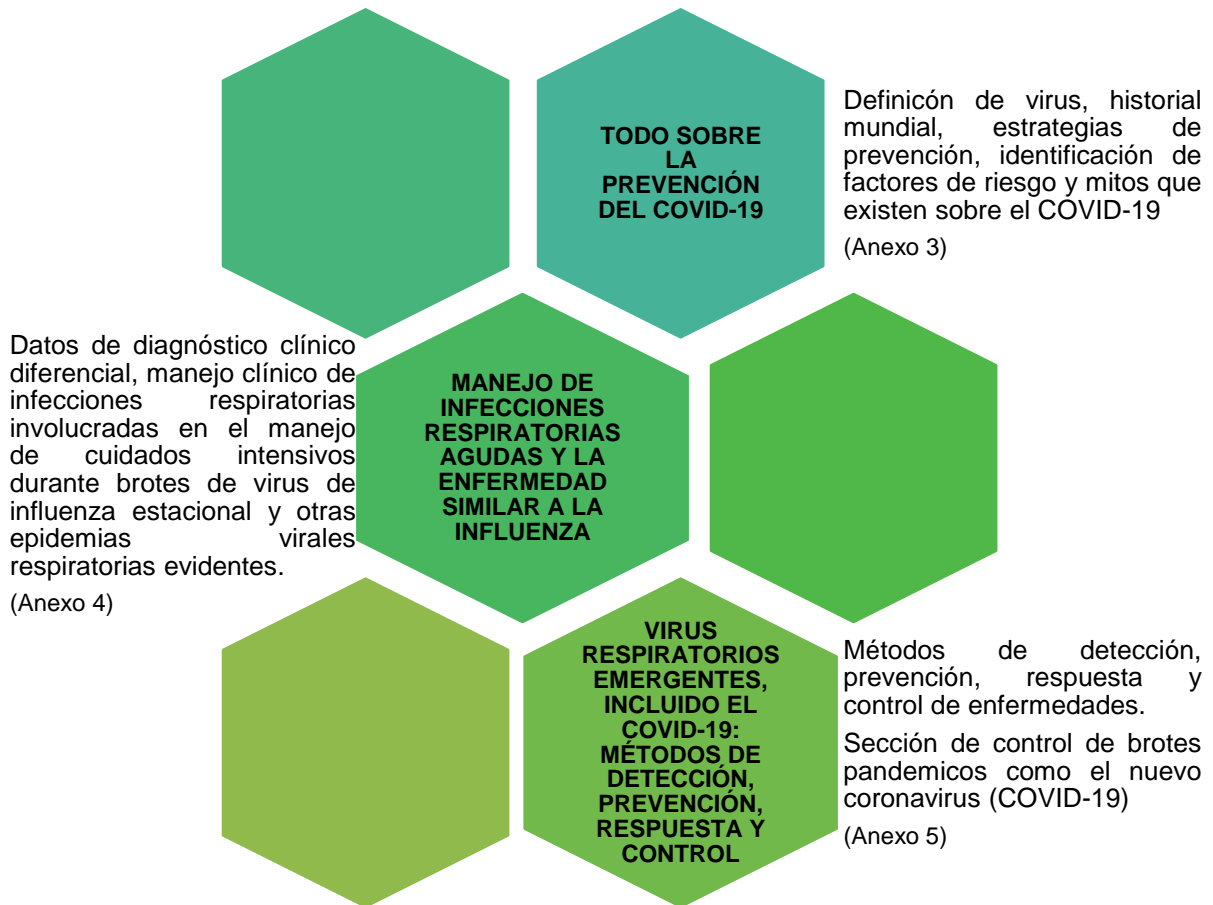 TODO SOBRE
LA
PREVENCIÓN
DEL COVID-19
Definicón de virus, historial
mundial, estrategias de
prevención, identificación de
factores de riesgo y mitos que
existen sobre el COVID-19
(Anexo 3)
Datos de diagnóstico clínico
diferencial, manejo clínico de
infecciones respiratorias
involucradas en el manejo
de cuidados intensivos
durante brotes de virus de
influenza estacional y otras
epidemias virales
respiratorias evidentes.
(Anexo 4)
MANEJO DE
INFECCIONES
RESPIRATORIAS
AGUDAS Y LA
ENFERMEDAD
SIMILAR A LA
INFLUENZA
VIRUS
RESPIRATORIOS
EMERGENTES,
INCLUIDO EL
COVID-19:
MÉTODOS DE
DETECCIÓN,
PREVENCIÓN,
RESPUESTA Y
CONTROL
Métodos de detección,
prevención, respuesta y
control de enfermedades.
Sección de control de brotes
pandemicos como el nuevo
coronavirus (COVID-19)
(Anexo 5)